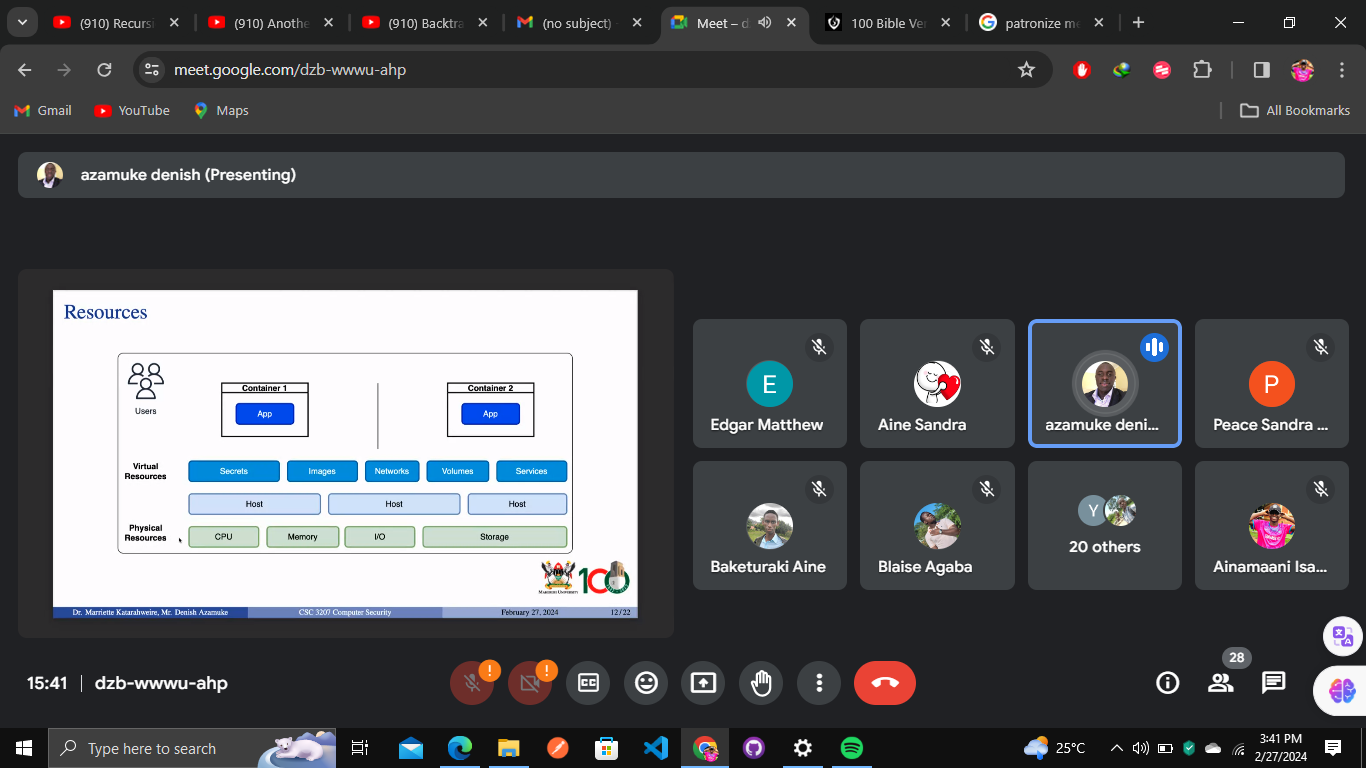 (910) Recursi
(910) Anothe
(910) Backtra
(no subject)
Meet – d
100 Bible Ver
patronize me
meet.google.com/dzb-wwwu-ahp
Gmail
YouTube
Maps
All Bookmarks
azamuke denish (Presenting)
Resources
Users
Container 1
App
Container 2
App
Virtual
Resources
Secrets
Images
Networks
Volumes
Services
Host
Host
Host
Physical
Resources
CPU
Memory
I/O
Storage
MAKERERE UNIVERSITY
100
Dr. Marriette Katarahweire, Mr. Denish Azamuke
CSC 3207 Computer Security
February 27, 2024
12/22
E
Edgar Matthew
Aine Sandra
azamuke deni...
P
Peace Sandra ...
Baketuraki Aine
Blaise Agaba
Y
20 others
Ainamaani Isa...
15:41
dzb-wwwu-ahp
28
Type here to search
25°C
3:41 PM
2/27/2024